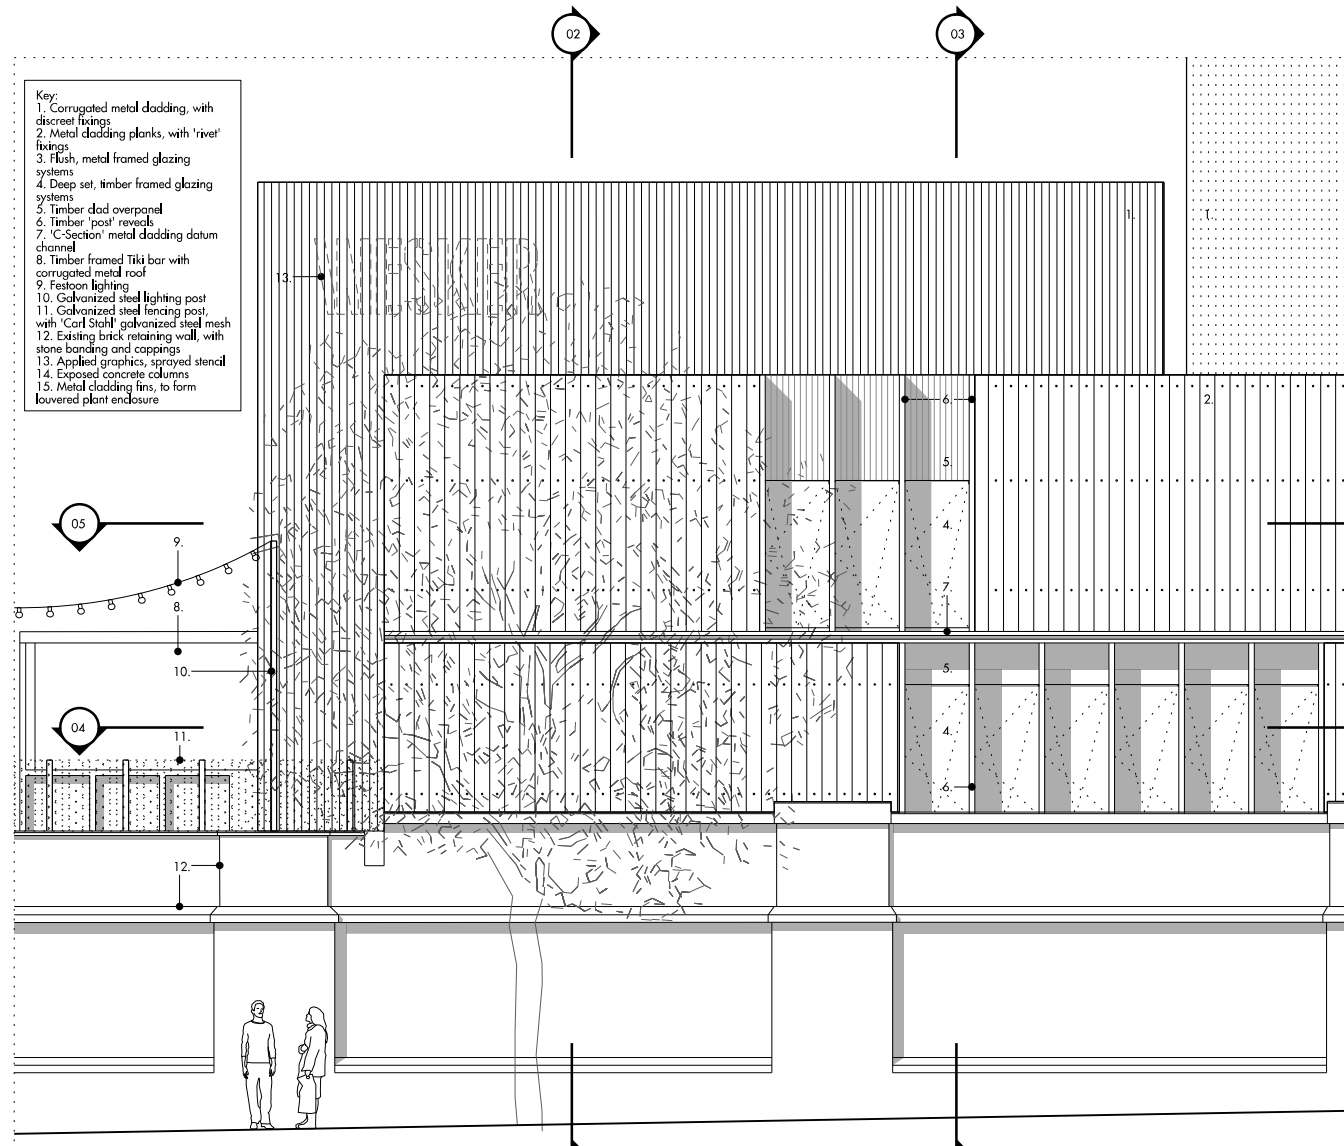 02
03
Key:
1. Corrugated metal cladding, with
discreet fixings
2. Metal cladding planks, with 'rivet'
fixings
3. Flush, metal framed glazing
systems
4. Deep set, timber framed glazing
systems
5. Timber clad overpanel
6. Timber 'post' reveals
7. 'C-Section' metal cladding datum
channel
8. Timber framed Tiki bar with
corrugated metal roof
9. Festoon lighting
10. Galvanized steel lighting post
11. Galvanized steel fencing post,
with 'Carl Stahl' galvanized steel mesh
12. Existing brick retaining wall, with
stone banding and cappings
13. Applied graphics, sprayed stencil
14. Exposed concrete columns
15. Metal cladding fins, to form
louvered plant enclosure
1.
1.
13.
6.
2.
5.
05
4.
9.
7.
8.
10.
5.
04
4.
11.
6.
12.